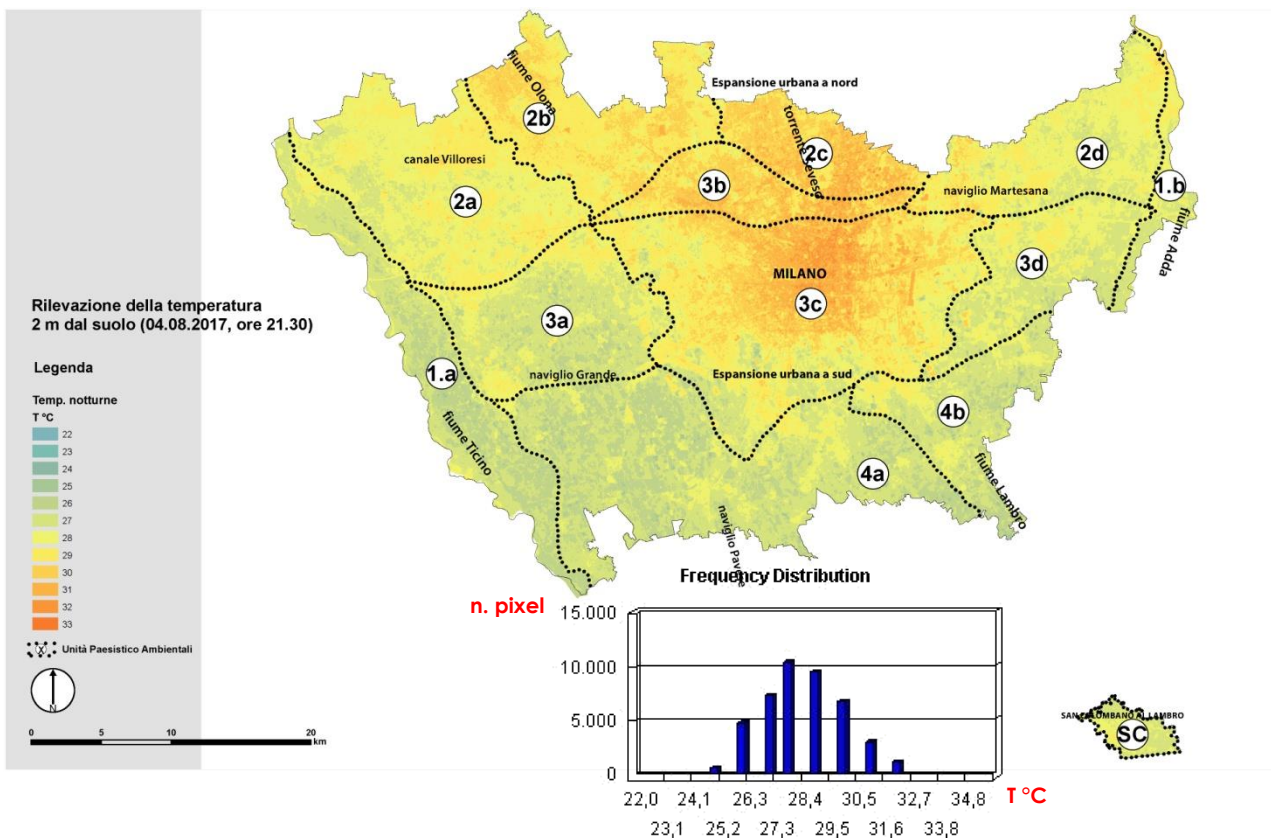 fiume Olona
Espansione urbana a nord
2b
torrente Seveso
2c
2d
canale Villoresi
3b
1.b
naviglio Martesana
2a
fiume Adda
3d
MILANO
3c
Rilevazione della temperatura
2 m dal suolo (04.08.2017, ore 21.30)
3a
Legenda
1.a
naviglio Grande
Espansione urbana a sud
Temp. notturne
T °C
22
23
24
25
26
27
28
29
30
31
32
33
4b
fiume Ticino
4a
fiume Lambro
naviglio Pavese
Frequency Distribution
n. pixel
15.000
10.000
5.000
0
X Unità Paesistico Ambientali
N
0 5 10 20
km
SAN COLOMBANO AL LAMBRO
SC
22,0 24,1 26,3 28,4 30,5 32,7 34,8 T °C
23,1 25,2 27,3 29,5 31,6 33,8